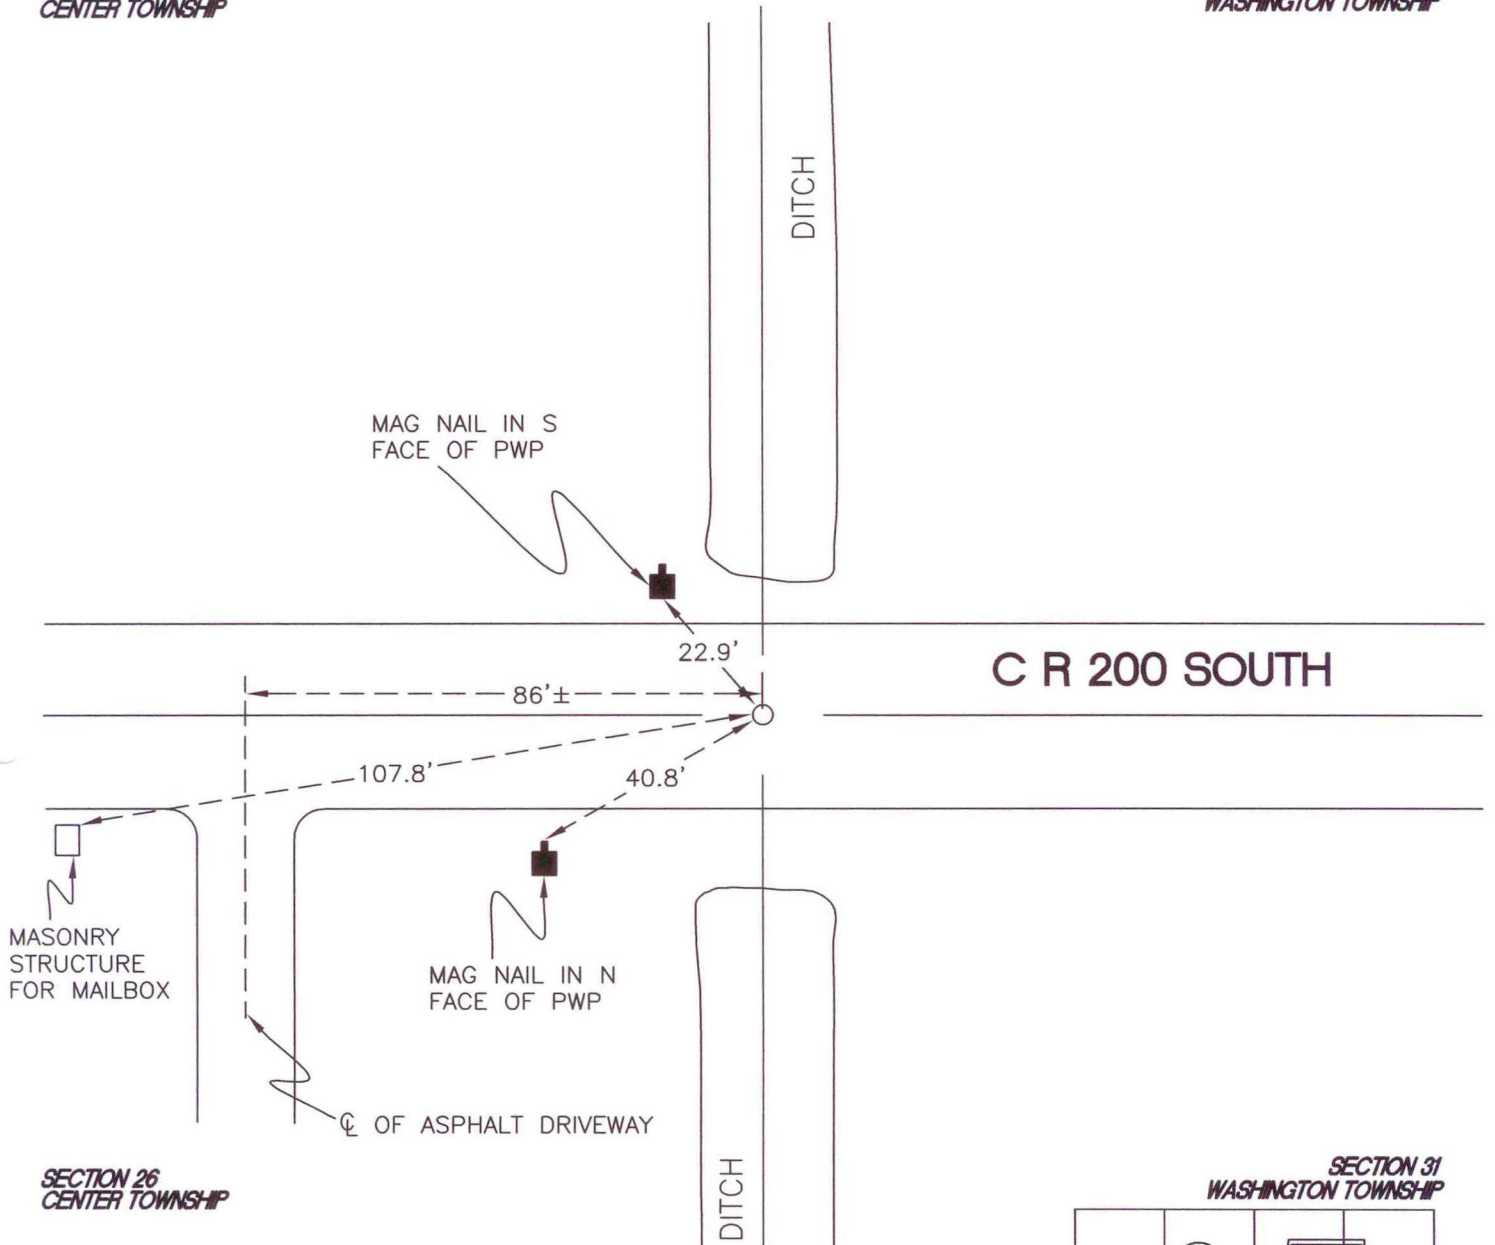 CENTER TOWNSHIP
WASHINGTON TOWNSHIP
DITCH
MAG NAIL IN S
FACE OF PWP
22.9'
C R 200 SOUTH
86'±
107.8'
40.8'
MASONRY
STRUCTURE
FOR MAILBOX
MAG NAIL IN N
FACE OF PWP
℄ OF ASPHALT DRIVEWAY
SECTION 26
CENTER TOWNSHIP
DITCH
SECTION 31
WASHINGTON TOWNSHIP